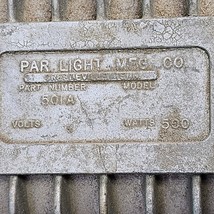 PAR LIGHT MFG. CO.
PART NUMBER MODEL
501A
VOLTS WATTS 500